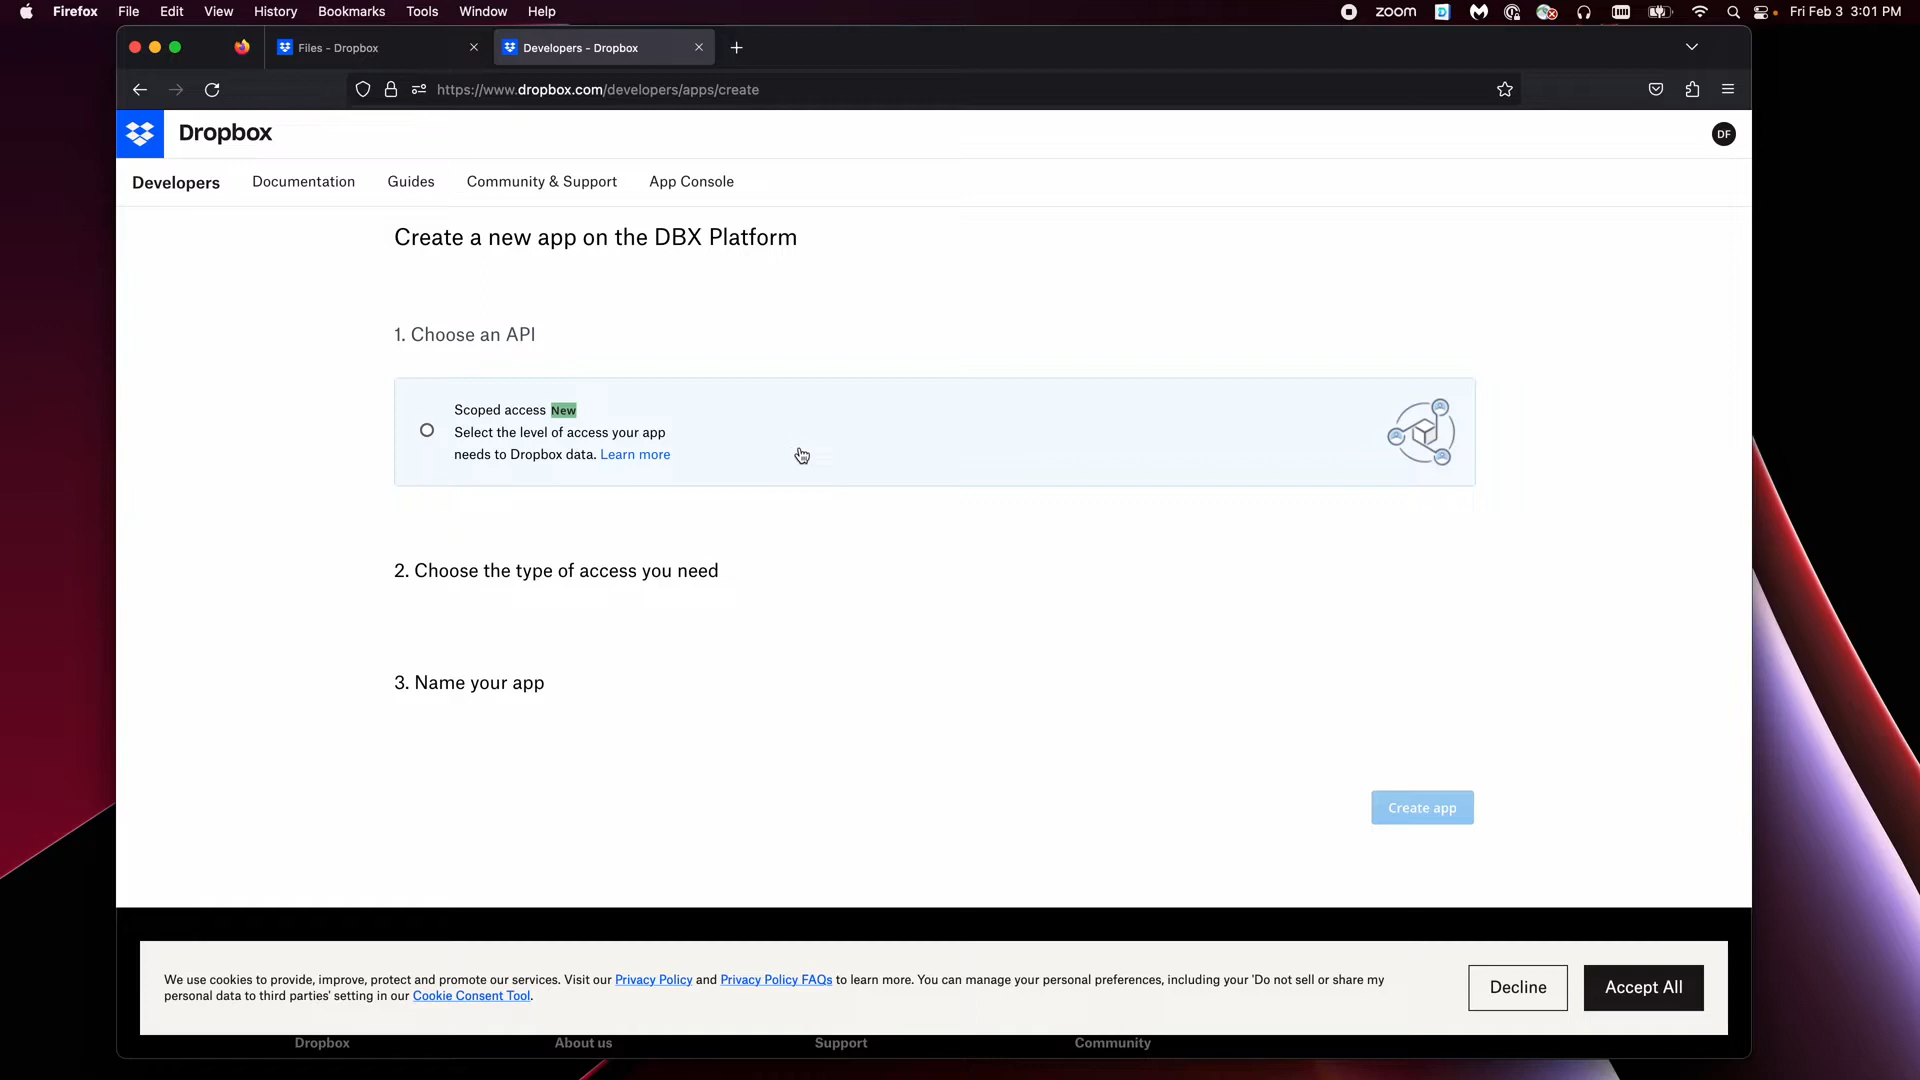 Firefox File Edit View History Bookmarks Tools Window Help zoom Fri Feb 3 3:01 PM
Files - Dropbox Developers - Dropbox
https://www.dropbox.com/developers/apps/create
Dropbox DF
Developers Documentation Guides Community & Support App Console
Create a new app on the DBX Platform
1. Choose an API
Scoped access New
Select the level of access your app
needs to Dropbox data. Learn more
2. Choose the type of access you need
3. Name your app
Create app
We use cookies to provide, improve, protect and promote our services. Visit our Privacy Policy and Privacy Policy FAQs to learn more. You can manage your personal preferences, including your 'Do not sell or share my
personal data to third parties' setting in our Cookie Consent Tool.
Decline Accept All
Dropbox About us Support Community